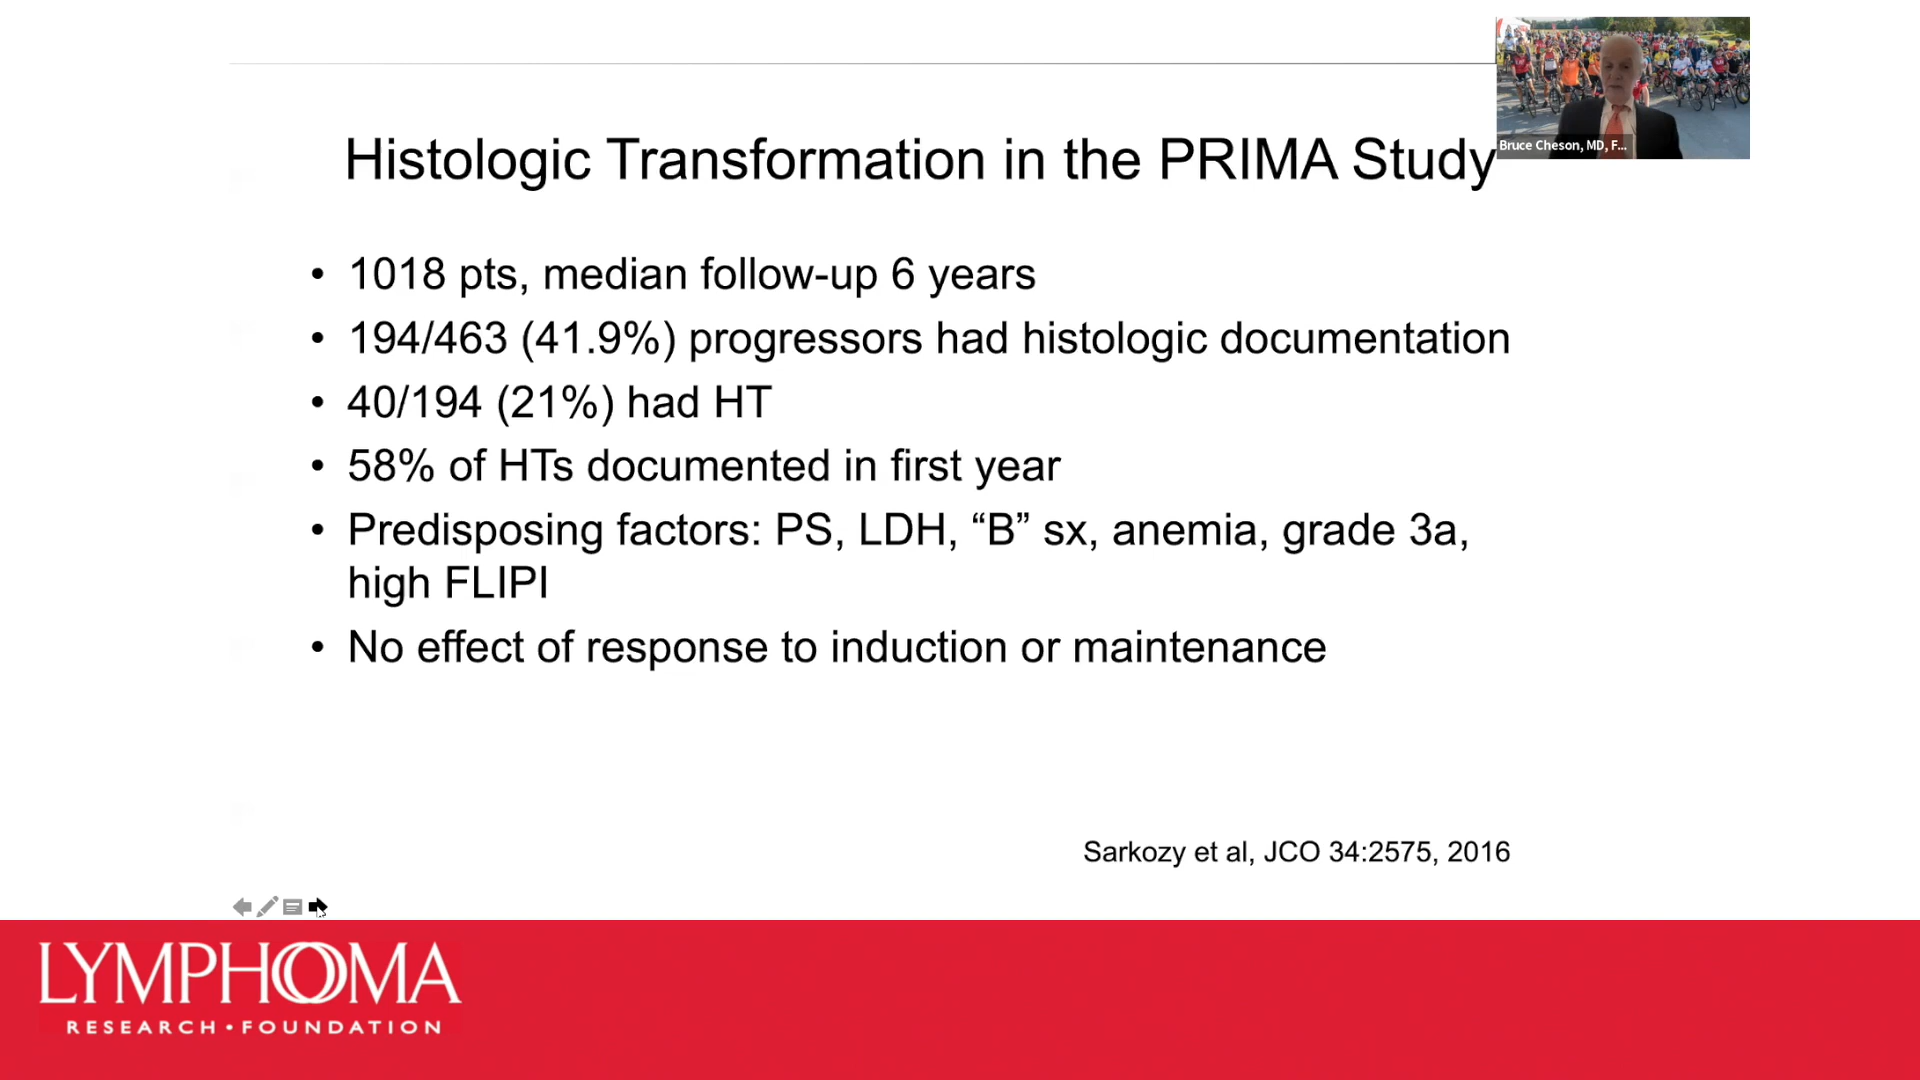 Bruce Cheson, MD, F...
Histologic Transformation in the PRIMA Study
• 1018 pts, median follow-up 6 years
• 194/463 (41.9%) progressors had histologic documentation
• 40/194 (21%) had HT
• 58% of HTs documented in first year
• Predisposing factors: PS, LDH, “B” sx, anemia, grade 3a,
high FLIPI
• No effect of response to induction or maintenance
Sarkozy et al, JCO 34:2575, 2016
LYMPHOMA
RESEARCH • FOUNDATION